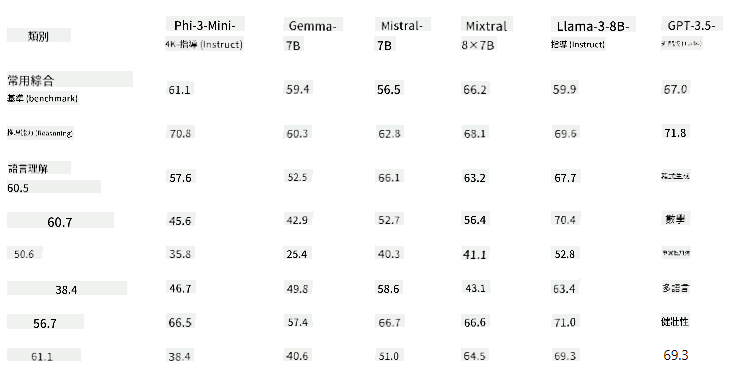 類別 Phi-3-Mini- Gemma- Mistral- Mixtral Llama-3-8B- GPT-3.5-
4K-指導 (Instruct) 7B 7B 8×7B 指導 (Instruct)
常用綜合
基準 (benchmark) 61.1 59.4 56.5 66.2 59.9 67.0
推理能力 (Reasoning) 70.8 60.3 62.8 68.1 69.6 71.8
語言理解
60.5 57.6 52.5 66.1 63.2 67.7 程式生成
60.7 45.6 42.9 52.7 56.4 70.4 數學
50.6 35.8 25.4 40.3 41.1 52.8
38.4 46.7 49.8 58.6 43.1 63.4 多語言
56.7 66.5 57.4 66.7 66.6 71.0 健壯性
61.1 38.4 40.6 51.0 64.5 69.3 69.3